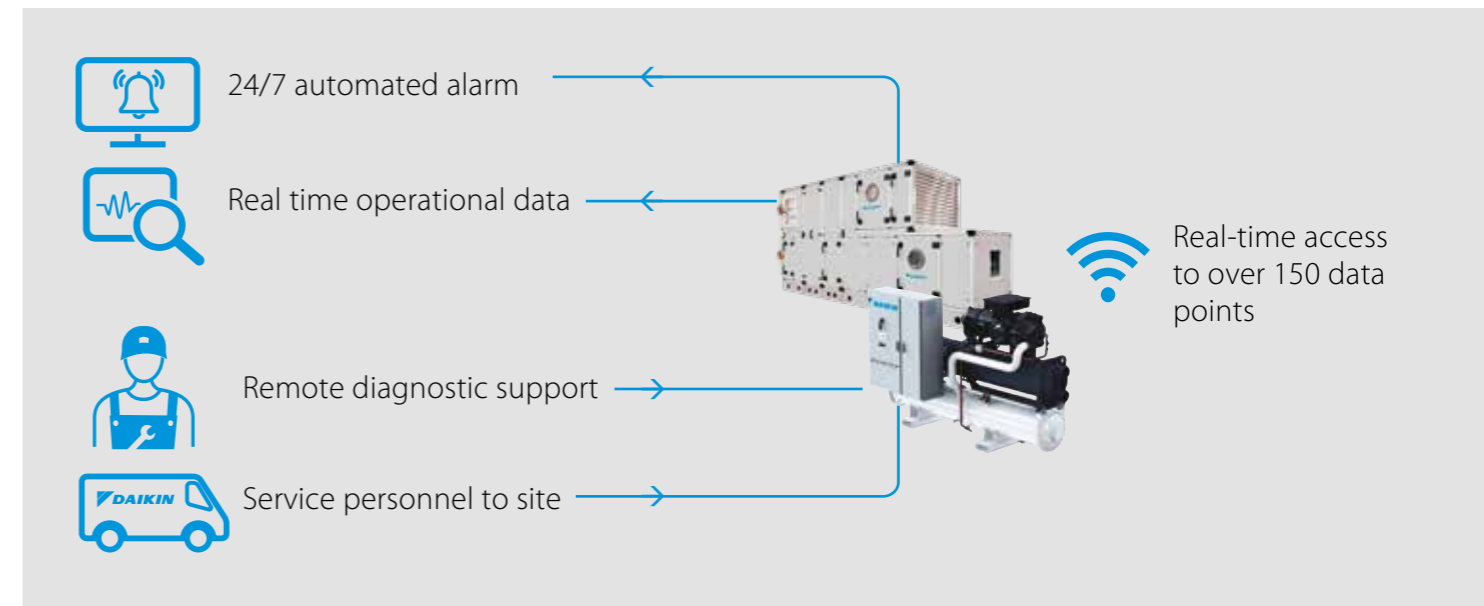 24/7 automated alarm
Real time operational data
Real-time access
to over 150 data
points
Remote diagnostic support
DAIKIN
Service personnel to site
DAIKIN